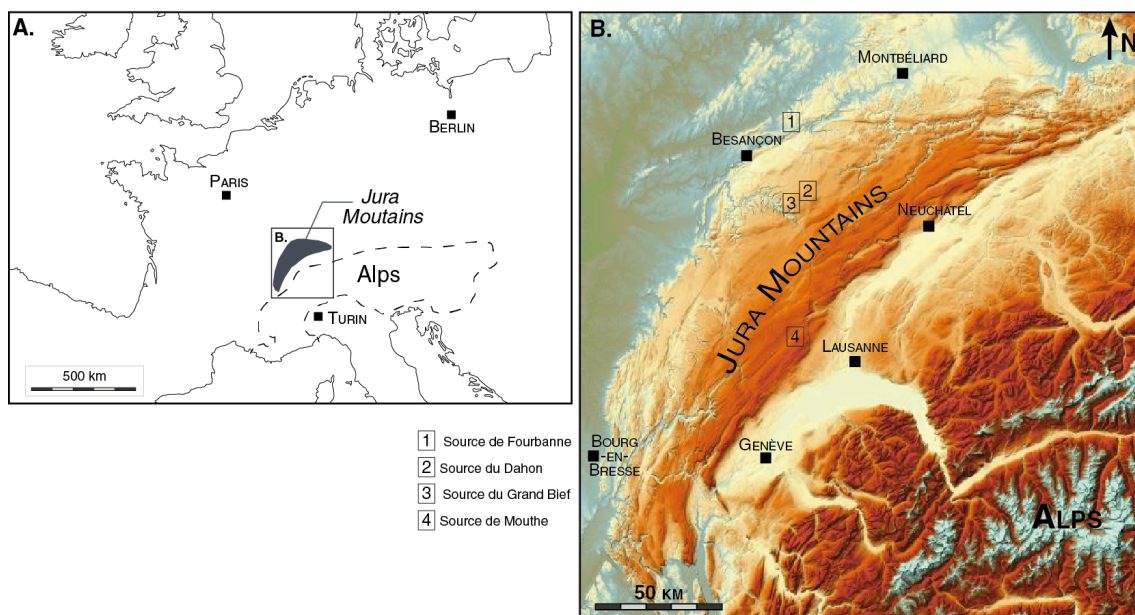 A.
BERLIN
PARIS
Jura
Moutains
B.
Alps
TURIN
500 km
1 Source de Fourbanne
2 Source du Dahon
3 Source du Grand Bief
4 Source de Mouthe
B.
N
MONTBÉLIARD
1
BESANÇON
2
3
NEUCHÂTEL
JURA MOUNTAINS
4
LAUSANNE
GENÈVE
BOURG
-EN-
BRESSE
ALPS
50 KM